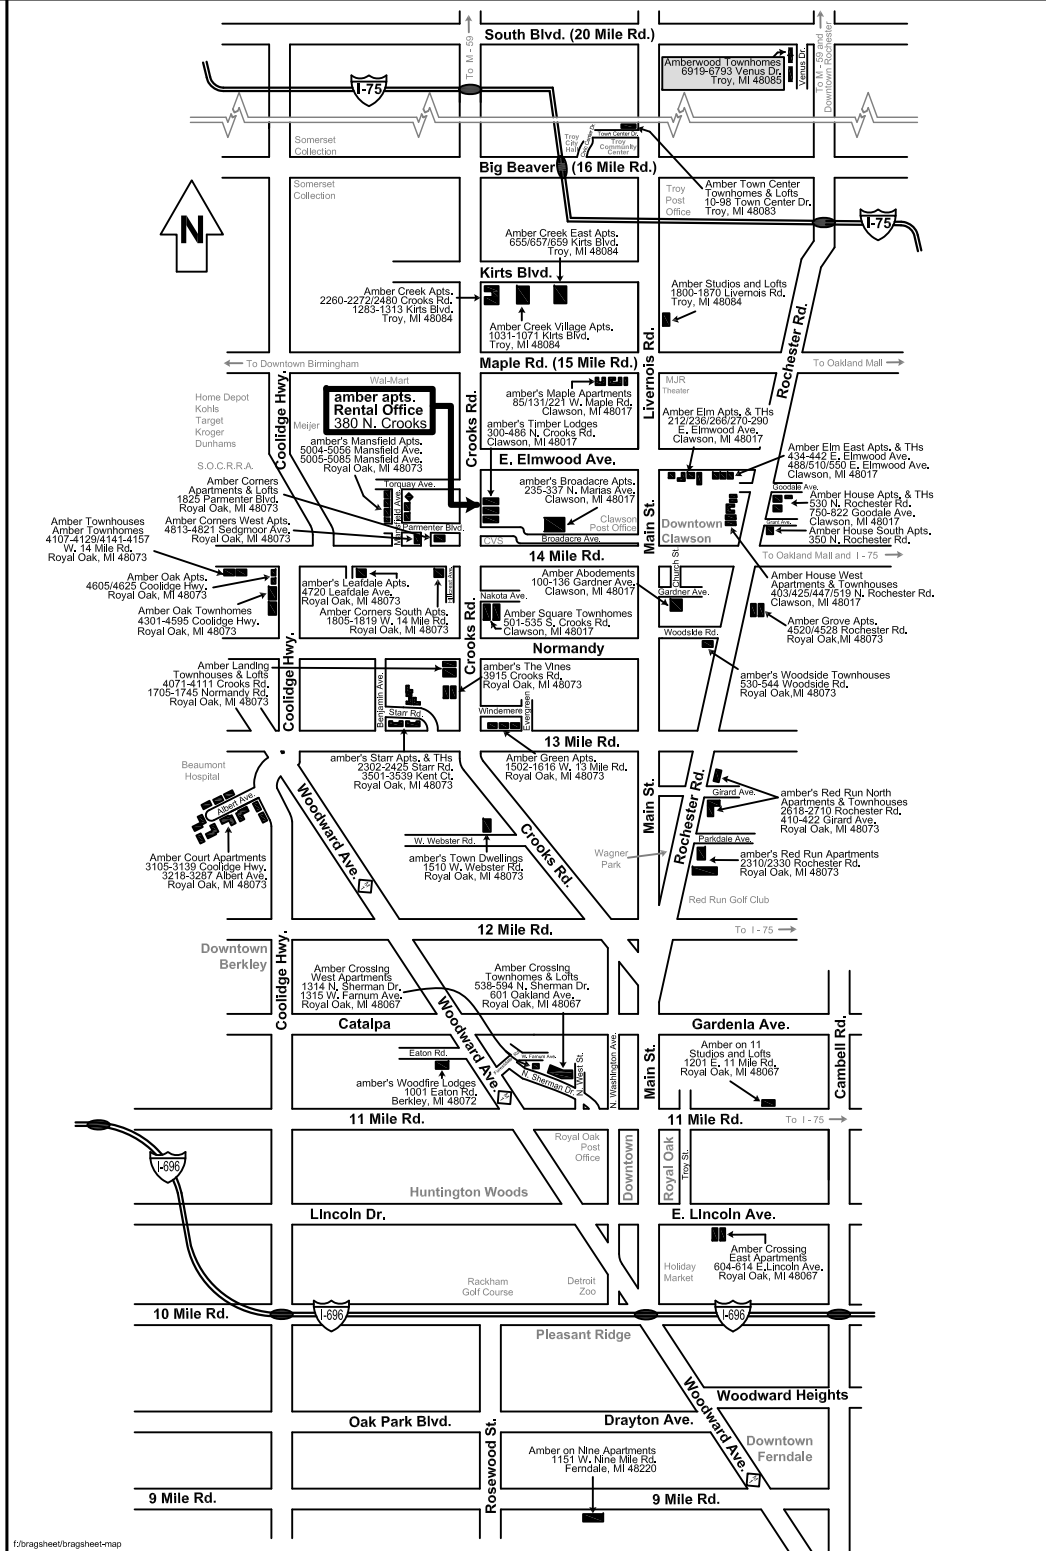 South Blvd. (20 Mile Rd.)
To M - 59
To M - 59 and
Downtown Rochester
Amberwood Townhomes
6919-6793 Venus Dr.
Troy, MI 48085
Venus Dr.
I-75
Somerset
Collection
Troy
City
Hall
Town Center Dr.
Troy
Community
Center
Big Beaver (16 Mile Rd.)
Somerset
Collection
Troy
Post
Office
Amber Town Center
Townhomes & Lofts
10-98 Town Center Dr.
Troy, MI 48083
N
I-75
Amber Creek East Apts.
655/657/659 Kirts Blvd.
Troy, MI 48084
Kirts Blvd.
Amber Creek Apts.
2260-2272/2480 Crooks Rd.
1283-1313 Kirts Blvd.
Troy, MI 48084
Amber Creek Village Apts.
1031-1071 Kirts Blvd.
Troy, MI 48084
Amber Studios and Lofts
1800-1870 Livernois Rd.
Troy, MI 48084
Livernois Rd.
Rochester Rd.
Maple Rd. (15 Mile Rd.)
To Downtown Birmingham
To Oakland Mall
Coolidge Hwy.
Wal-Mart
Home Depot
Kohls
Target
Kroger
Dunhams
Meijer
S.O.C.R.R.A.
amber apts.
Rental Office
380 N. Crooks
Crooks Rd.
amber's Maple Apartments
85/131/221 W. Maple Rd.
Clawson, MI 48017
amber's Timber Lodges
300-486 N. Crooks Rd.
Clawson, MI 48017
MJR
Theater
Amber Elm Apts. & THs
212/236/266/270-290
E. Elmwood Ave.
Clawson, MI 48017
amber's Mansfield Apts.
5004-5056 Mansfield Ave.
5005-5085 Mansfield Ave.
Royal Oak, MI 48073
E. Elmwood Ave.
Amber Elm East Apts. & THs
434-442 E. Elmwood Ave.
488/510/550 E. Elmwood Ave.
Clawson, MI 48017
Amber Corners
Apartments & Lofts
1825 Parmenter Blvd.
Royal Oak, MI 48073
Torquay Ave.
Mansfield Ave.
Parmenter Blvd.
amber's Broadacre Apts.
235-337 N. Marias Ave.
Clawson, MI 48017
Goodale Ave.
Amber House Apts. & THs
530 N. Rochester Rd.
750-822 Goodale Ave.
Clawson, MI 48017
Grant Ave.
Amber House South Apts.
350 N. Rochester Rd.
Amber Townhouses
Amber Townhomes
4107-4129/4141-4157
W. 14 Mile Rd.
Royal Oak, MI 48073
Amber Corners West Apts.
4813-4821 Sedgmoor Ave.
Royal Oak, MI 48073
CVS
Clawson
Post Office
Broadacre Ave.
Main St.
Downtown
Clawson
14 Mile Rd.
To Oakland Mall and I - 75
Amber Oak Apts.
4605/4625 Coolidge Hwy.
Royal Oak, MI 48073
Amber Oak Townhomes
4301-4595 Coolidge Hwy.
Royal Oak, MI 48073
amber's Leafdale Apts.
4720 Leafdale Ave.
Royal Oak, MI 48073
Amber Corners South Apts.
1805-1819 W. 14 Mile Rd.
Royal Oak, MI 48073
Nakota Ave.
Amber Square Townhomes
501-535 S. Crooks Rd.
Clawson, MI 48017
Amber Abodements
100-136 Gardner Ave.
Clawson, MI 48017
Church St.
Gardner Ave.
Amber House West
Apartments & Townhomes
403/425/447/519 N. Rochester Rd.
Clawson, MI 48017
Amber Grove Apts.
4520/4528 Rochester Rd.
Royal Oak,MI 48073
Woodside Rd.
Coolidge Hwy.
Crooks Rd.
Normandy
Amber Landing
Townhouses & Lofts
4071-4111 Crooks Rd.
1705-1745 Normandy Rd.
Royal Oak, MI 48073
Benjamin Ave.
Starr Rd.
amber's The Vines
3915 Crooks Rd.
Royal Oak, MI 48073
amber's Woodside Townhouses
530-544 Woodside Rd.
Royal Oak,MI 48073
Windemere
Evergreen
13 Mile Rd.
amber's Starr Apts. & THs
2302-2425 Starr Rd.
3501-3539 Kent Ct.
Royal Oak, MI 48073
Amber Green Apts.
1502-1616 W. 13 Mile Rd.
Royal Oak, MI 48073
Beaumont
Hospital
Albert Ave.
Woodward Ave.
Crooks Rd.
Main St.
Rochester Rd.
Girard Ave.
amber's Red Run North
Apartments & Townhouses
2618-2710 Rochester Rd.
410-422 Girard Ave.
Royal Oak, MI 48073
Parkdale Ave.
W. Webster Rd.
amber's Town Dwellings
1510 W. Webster Rd.
Royal Oak, MI 48073
Amber Court Apartments
3105-3139 Coolidge Hwy.
3218-3287 Albert Ave.
Royal Oak, MI 48073
Wagner
Park
amber's Red Run Apartments
2310/2330 Rochester Rd.
Royal Oak, MI 48073
Red Run Golf Club
12 Mile Rd.
To I - 75
Downtown
Berkley
Coolidge Hwy.
Amber Crossing
West Apartments
1314 N. Sherman Dr.
1315 W. Farnum Ave.
Royal Oak, MI 48067
Amber Crossing
Townhomes & Lofts
538-594 N. Sherman Dr.
601 Oakland Ave.
Royal Oak, MI 48067
Woodward Ave.
Catalpa
Gardenia Ave.
Cambell Rd.
Eaton Rd.
amber's Woodfire Lodges
1001 Eaton Rd.
Berkley, MI 48072
W. Farnum Ave.
N. Sherman Dr.
N. West St.
N. Washington Ave.
Main St.
Amber on 11
Studios and Lofts
1201 E. 11 Mile Rd.
Royal Oak, MI 48067
11 Mile Rd.
11 Mile Rd.
To I - 75
I-696
Royal Oak
Post
Office
Downtown
Royal Oak
Troy St.
Huntington Woods
Lincoln Dr.
E. Lincoln Ave.
Amber Crossing
East Apartments
604-614 E.Lincoln Ave.
Royal Oak, MI 48067
Holiday
Market
Rackham
Golf Course
Detroit
Zoo
10 Mile Rd.
I-696
I-696
Pleasant Ridge
Woodward Ave.
Woodward Heights
Oak Park Blvd.
Drayton Ave.
Rosewood St.
Downtown
Ferndale
Amber on Nine Apartments
1151 W. Nine Mile Rd.
Ferndale, MI 48220
9 Mile Rd.
9 Mile Rd.
f:/bragsheet/bragsheet-map